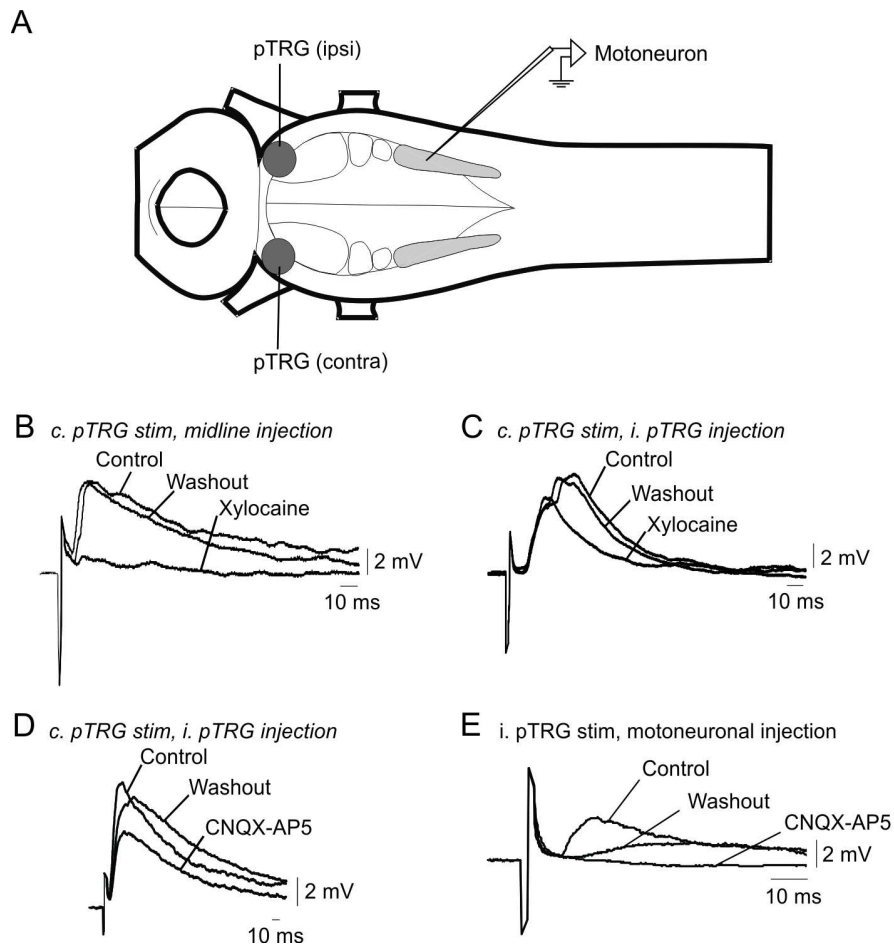 A
pTRG (ipsi)
Motoneuron
pTRG (contra)
B c. pTRG stim, midline injection
Control
Washout
Xylocaine
2 mV
10 ms
C c. pTRG stim, i. pTRG injection
Control
Washout
Xylocaine
2 mV
10 ms
D c. pTRG stim, i. pTRG injection
Control
Washout
CNQX-AP5
2 mV
10 ms
E i. pTRG stim, motoneuronal injection
Control
Washout
CNQX-AP5
2 mV
10 ms